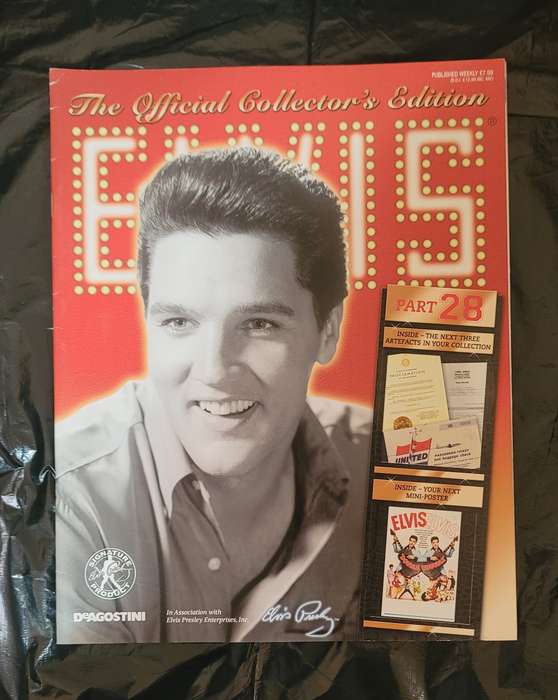 PUBLISHED WEEKLY £7.99
The Official Collector's Edition
ELVIS®
PART 28
INSIDE – THE NEXT THREE
ARTEFACTS IN YOUR COLLECTION
UNITED
INSIDE – YOUR NEXT
MINI-POSTER
ELVIS
SIGNATURE
PRODUCT
DeAGOSTINI
In Association with
Elvis Presley Enterprises, Inc.
Elvis Presley